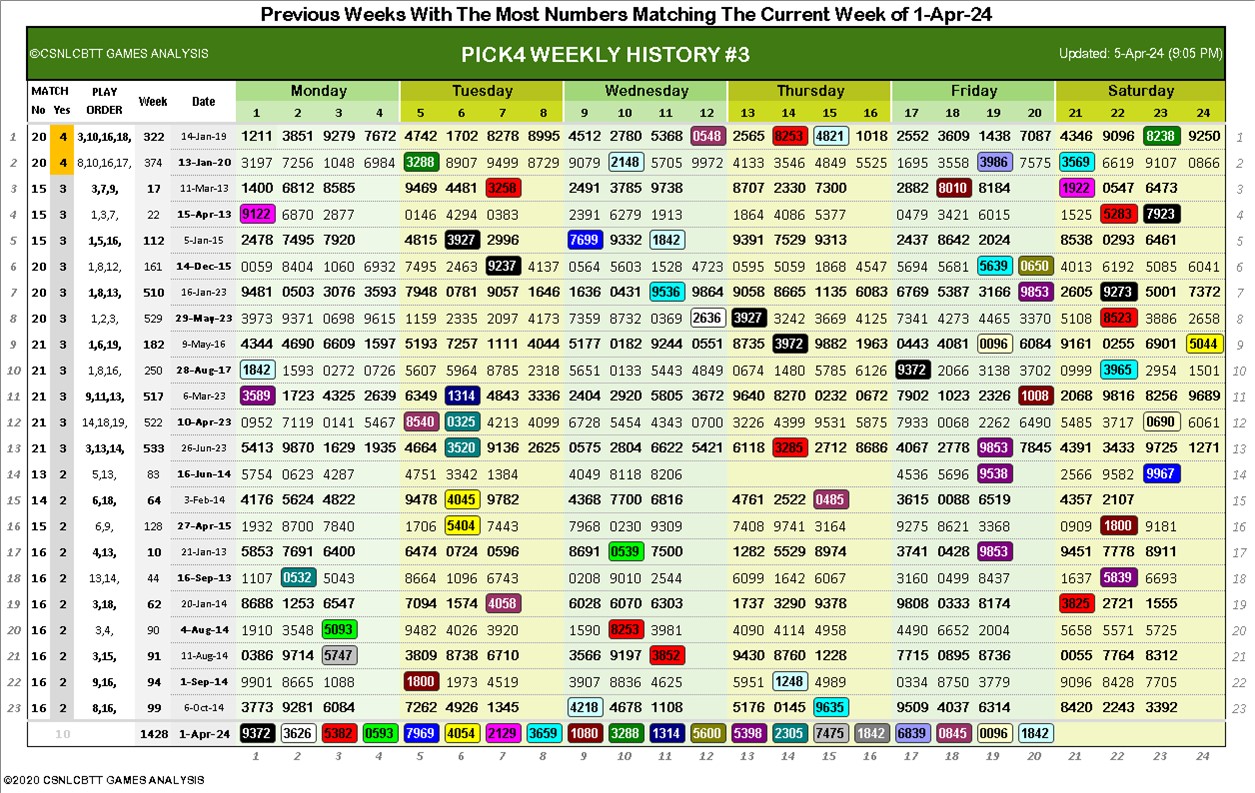 Previous Weeks With The Most Numbers Matching The Current Week of 1-Apr-24
©CSNLCBTT GAMES ANALYSIS PICK4 WEEKLY HISTORY #3 Updated: 5-Apr-24 (9:05 PM)
MATCH PLAY Week Date Monday Tuesday Wednesday Thursday Friday Saturday
No Yes ORDER 1 2 3 4 5 6 7 8 9 10 11 12 13 14 15 16 17 18 19 20 21 22 23 24
1 20 4 3,10,16,18, 322 14-Jan-19 1211 3851 9279 7672 4742 1702 8278 8995 4512 2780 5368 0548 2565 8253 4821 1018 2552 3609 1438 7087 4346 9096 8238 9250 1
2 20 4 8,10,16,17, 374 13-Jan-20 3197 7256 1048 6984 3288 8907 9499 8729 9079 2148 5705 9972 4133 3546 4849 5525 1695 3558 3986 7575 3569 6619 9107 0866 2
3 15 3 3,7,9, 17 11-Mar-13 1400 6812 8585 9469 4481 3258 2491 3785 9738 8707 2330 7300 2882 8010 8184 1922 0547 6473 3
4 15 3 1,3,7, 22 15-Apr-13 9122 6870 2877 0146 4294 0383 2391 6279 1913 1864 4086 5377 0479 3421 6015 1525 5283 7923 4
5 15 3 1,5,16, 112 5-Jan-15 2478 7495 7920 4815 3927 2996 7699 9332 1842 9391 7529 9313 2437 8642 2024 8538 0293 6461 5
6 20 3 1,8,12, 161 14-Dec-15 0059 8404 1060 6932 7495 2463 9237 4137 0564 5603 1528 4723 0595 5059 1868 4547 5694 5681 5639 0650 4013 6192 5085 6041 6
7 20 3 1,8,13, 510 16-Jan-23 9481 0503 2076 3593 7948 0781 9057 1646 1636 0431 9536 9864 9058 8665 1135 6083 6769 5387 3166 9853 2605 9273 5001 7372 7
8 20 3 1,2,3, 529 29-May-23 3973 9371 0698 9615 1159 2335 2097 4173 7359 8732 0369 2636 3927 3242 3669 4125 7341 4273 4465 3370 5108 8523 3886 2658 8
9 21 3 1,6,19, 182 9-May-16 4344 4690 6609 1597 5193 7257 1111 4044 5177 0182 9244 0551 8735 3972 9882 1963 0443 4081 0096 6084 9161 0255 6901 5044 9
10 21 3 1,8,16, 250 28-Aug-17 1842 1593 0272 0726 5607 5964 8785 2318 5651 0133 5443 4849 0674 1480 5785 6126 9372 2066 3138 3702 0999 3965 2954 1501 10
11 21 3 9,11,13, 517 6-Mar-23 3589 1723 4325 2639 6349 1314 4843 3336 2404 2920 5805 3672 9640 8270 0232 0672 7902 1023 2326 1008 2068 9816 8256 9689 11
12 21 3 14,18,19, 522 10-Apr-23 0952 7119 0141 5467 8540 0325 4213 4099 6728 5454 4343 0700 3226 4399 9531 5875 7933 0068 2262 6490 5485 3717 0690 6061 12
13 21 3 3,13,14, 533 26-Jun-23 5413 9870 1629 1935 4664 3520 9136 2625 0575 2804 6622 5421 6118 3285 2712 8686 4067 2778 9853 7845 4391 3433 9725 1271 13
14 13 2 5,13, 83 16-Jun-14 5754 0623 4287 4751 3342 1384 4049 8118 8206 4536 5696 9538 2566 9582 9967 14
15 14 2 6,18, 64 3-Feb-14 4176 5624 4822 9478 4045 9782 4368 7700 6816 4761 2522 0485 3615 0088 6519 4357 2107 15
16 15 2 6,9, 128 27-Apr-15 1932 8700 7840 1706 5404 7443 7968 0230 9309 7408 9741 3164 9275 8621 3368 0909 1800 9181 16
17 16 2 4,13, 10 21-Jan-13 5853 7691 6400 6474 0724 0596 8691 0539 7500 1282 5529 8974 3741 0428 9853 9451 7778 8911 17
18 16 2 13,14, 44 16-Sep-13 1107 0532 5043 8664 1096 6743 0208 9010 2544 6099 1642 6067 3160 0499 8437 1637 5839 6693 18
19 16 2 3,18, 62 20-Jan-14 8688 1253 6547 7094 1574 4058 6028 6070 6303 1737 3290 9378 9808 0333 8174 3825 2721 1555 19
20 16 2 3,4, 90 4-Aug-14 1910 3548 5093 9482 4026 3920 1590 8253 3981 4090 4114 4958 4490 6652 2004 5658 5571 5725 20
21 16 2 3,15, 91 11-Aug-14 0386 9714 5747 3809 8738 6710 3566 9197 3852 9430 8760 1228 7715 0895 8736 0055 7764 8312 21
22 16 2 9,16, 94 1-Sep-14 9901 8665 1088 1800 1973 4519 3907 8836 4625 5951 1248 4989 0334 8750 3779 9096 8428 7705 22
23 16 2 8,16, 99 6-Oct-14 3773 9281 6084 7262 4926 1345 4218 4678 1108 5176 0145 9635 9509 4037 6314 8420 2243 3392 23
10 1428 1-Apr-24 9372 3626 5382 0593 7969 4054 2129 3659 1080 3288 1314 5600 5398 2305 7475 1842 6839 0845 0096 1842
1 2 3 4 5 6 7 8 9 10 11 12 13 14 15 16 17 18 19 20 21 22 23 24
©2020 CSNLCBTT GAMES ANALYSIS